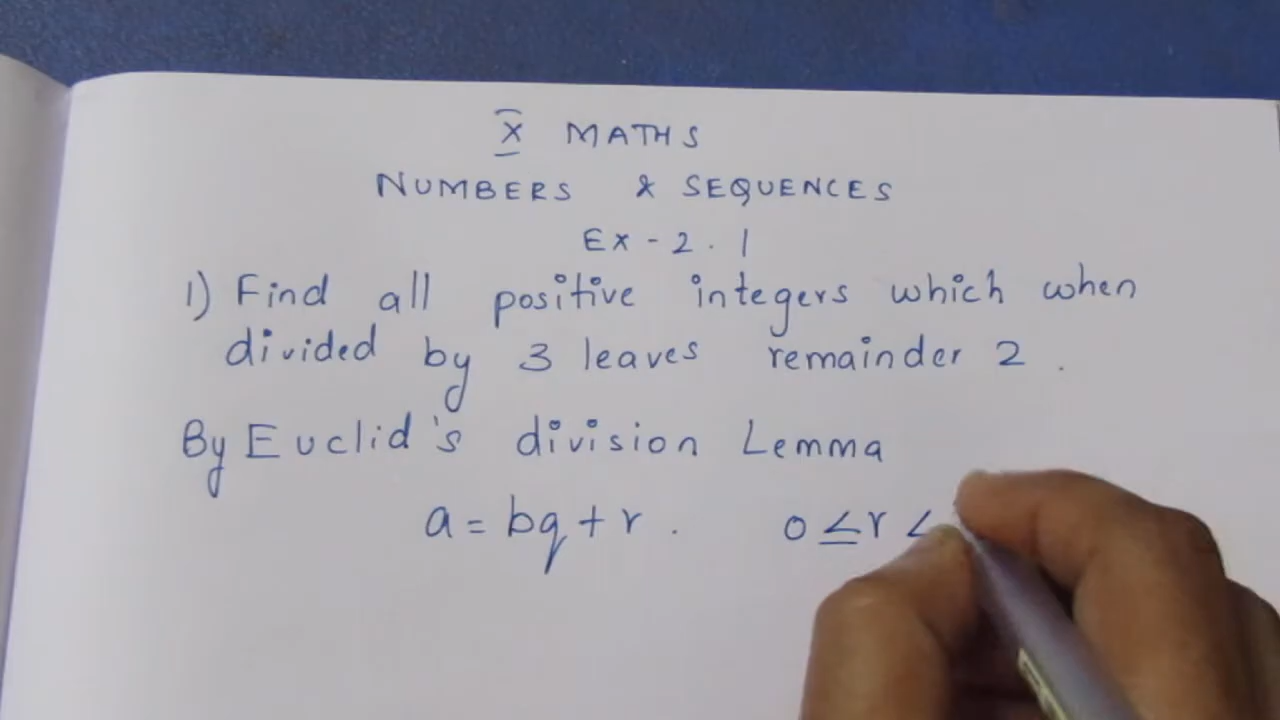 X MATHS
NUMBERS & SEQUENCES
Ex - 2.1
1) Find all positive integers which when
divided by 3 leaves remainder 2.
By Euclid's division Lemma
a = bq + r. 0 ≤ r <